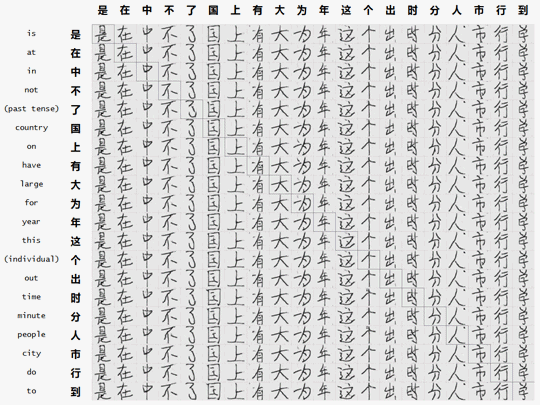 是 在 中 不 了 国 上 有 大 为 年 这 个 出 时 分 人 市 行 到
is 是 是 在 中 不 了 国 上 有 大 为 年 这 个 出 时 分 人 市 行
at 在 是 在 中 不 了 国 上 有 大 为 年 这 个 出 时 分 人 市 行
in 中 是 在 中 不 了 国 上 有 大 为 年 这 个 出 时 分 人 市 行
not 不 是 在 中 不 了 国 上 有 大 为 年 这 个 出 时 分 人 市 行
(past tense) 了 是 在 中 不 了 国 上 有 大 为 年 这 个 出 时 分 人 市 行
country 国 是 在 中 不 了 国 上 有 大 为 年 这 个 出 时 分 人 市 行
on 上 是 在 中 不 了 国 上 有 大 为 年 这 个 出 时 分 人 市 行
have 有 是 在 中 不 了 国 上 有 大 为 年 这 个 出 时 分 人 市 行
large 大 是 在 中 不 了 国 上 有 大 为 年 这 个 出 时 分 人 市 行
for 为 是 在 中 不 了 国 上 有 大 为 年 这 个 出 时 分 人 市 行
year 年 是 在 中 不 了 国 上 有 大 为 年 这 个 出 时 分 人 市 行
this 这 是 在 中 不 了 国 上 有 大 为 年 这 个 出 时 分 人 市 行
(individual) 个 是 在 中 不 了 国 上 有 大 为 年 这 个 出 时 分 人 市 行
out 出 是 在 中 不 了 国 上 有 大 为 年 这 个 出 时 分 人 市 行
time 时 是 在 中 不 了 国 上 有 大 为 年 这 个 出 时 分 人 市 行
minute 分 是 在 中 不 了 国 上 有 大 为 年 这 个 出 时 分 人 市 行
people 人 是 在 中 不 了 国 上 有 大 为 年 这 个 出 时 分 人 市 行
city 市 是 在 中 不 了 国 上 有 大 为 年 这 个 出 时 分 人 市 行
do 行 是 在 中 不 了 国 上 有 大 为 年 这 个 出 时 分 人 市 行
to 到 是 在 中 不 了 国 上 有 大 为 年 这 个 出 时 分 人 市 行